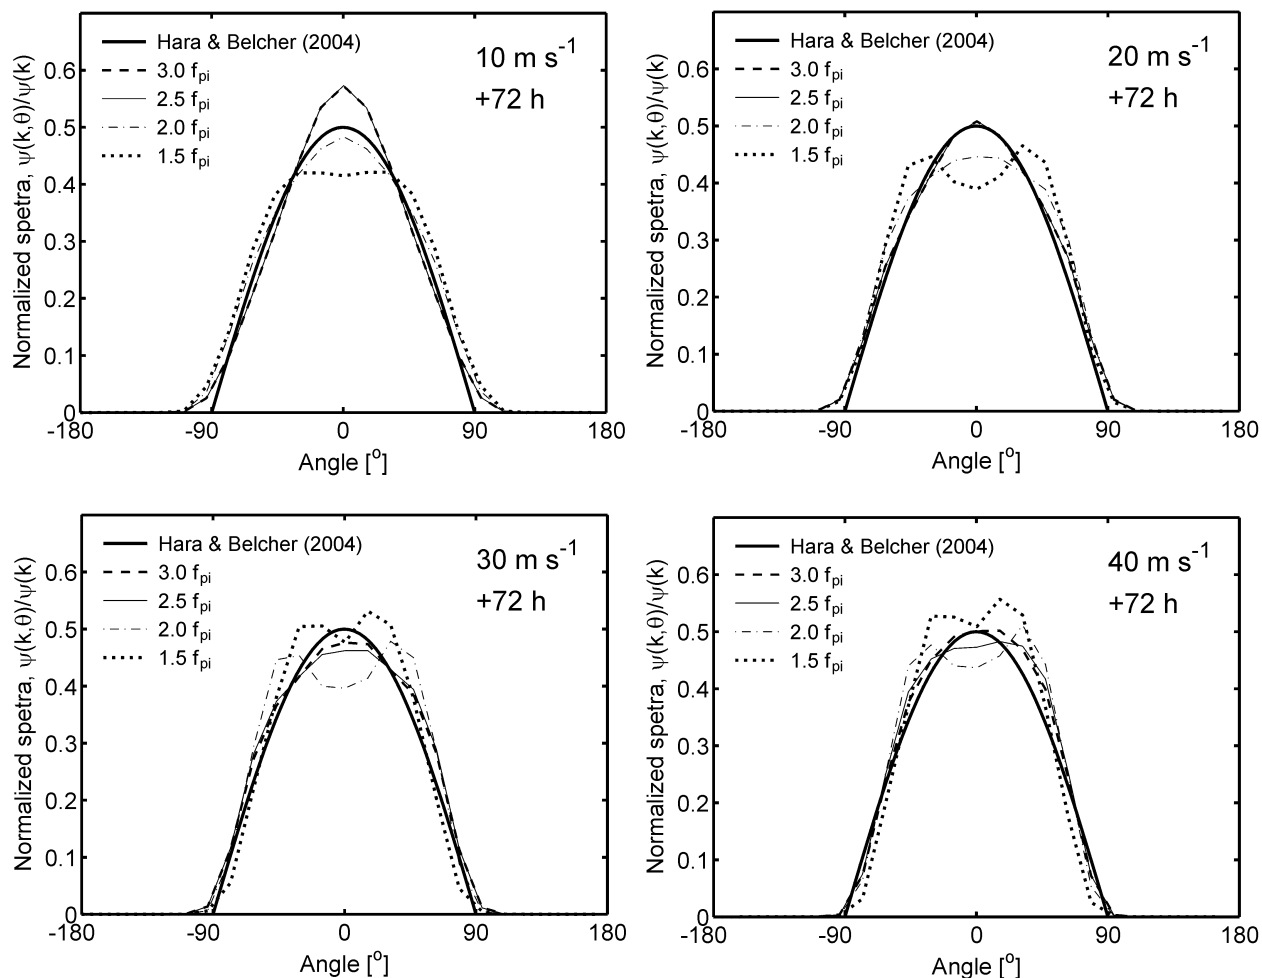 Normalized spetra, ψ(k,θ)/ψ(k)
Hara & Belcher (2004)
3.0 fpi
2.5 fpi
2.0 fpi
1.5 fpi
10 m s-1
+72 h
0.6
0.5
0.4
0.3
0.2
0.1
0
-180
-90
0
90
180
Angle [o]
Normalized spetra, ψ(k,θ)/ψ(k)
Hara & Belcher (2004)
3.0 fpi
2.5 fpi
2.0 fpi
1.5 fpi
20 m s-1
+72 h
0.6
0.5
0.4
0.3
0.2
0.1
0
-180
-90
0
90
180
Angle [o]
Normalized spetra, ψ(k,θ)/ψ(k)
Hara & Belcher (2004)
3.0 fpi
2.5 fpi
2.0 fpi
1.5 fpi
30 m s-1
+72 h
0.6
0.5
0.4
0.3
0.2
0.1
0
-180
-90
0
90
180
Angle [o]
Normalized spetra, ψ(k,θ)/ψ(k)
Hara & Belcher (2004)
3.0 fpi
2.5 fpi
2.0 fpi
1.5 fpi
40 m s-1
+72 h
0.6
0.5
0.4
0.3
0.2
0.1
0
-180
-90
0
90
180
Angle [o]